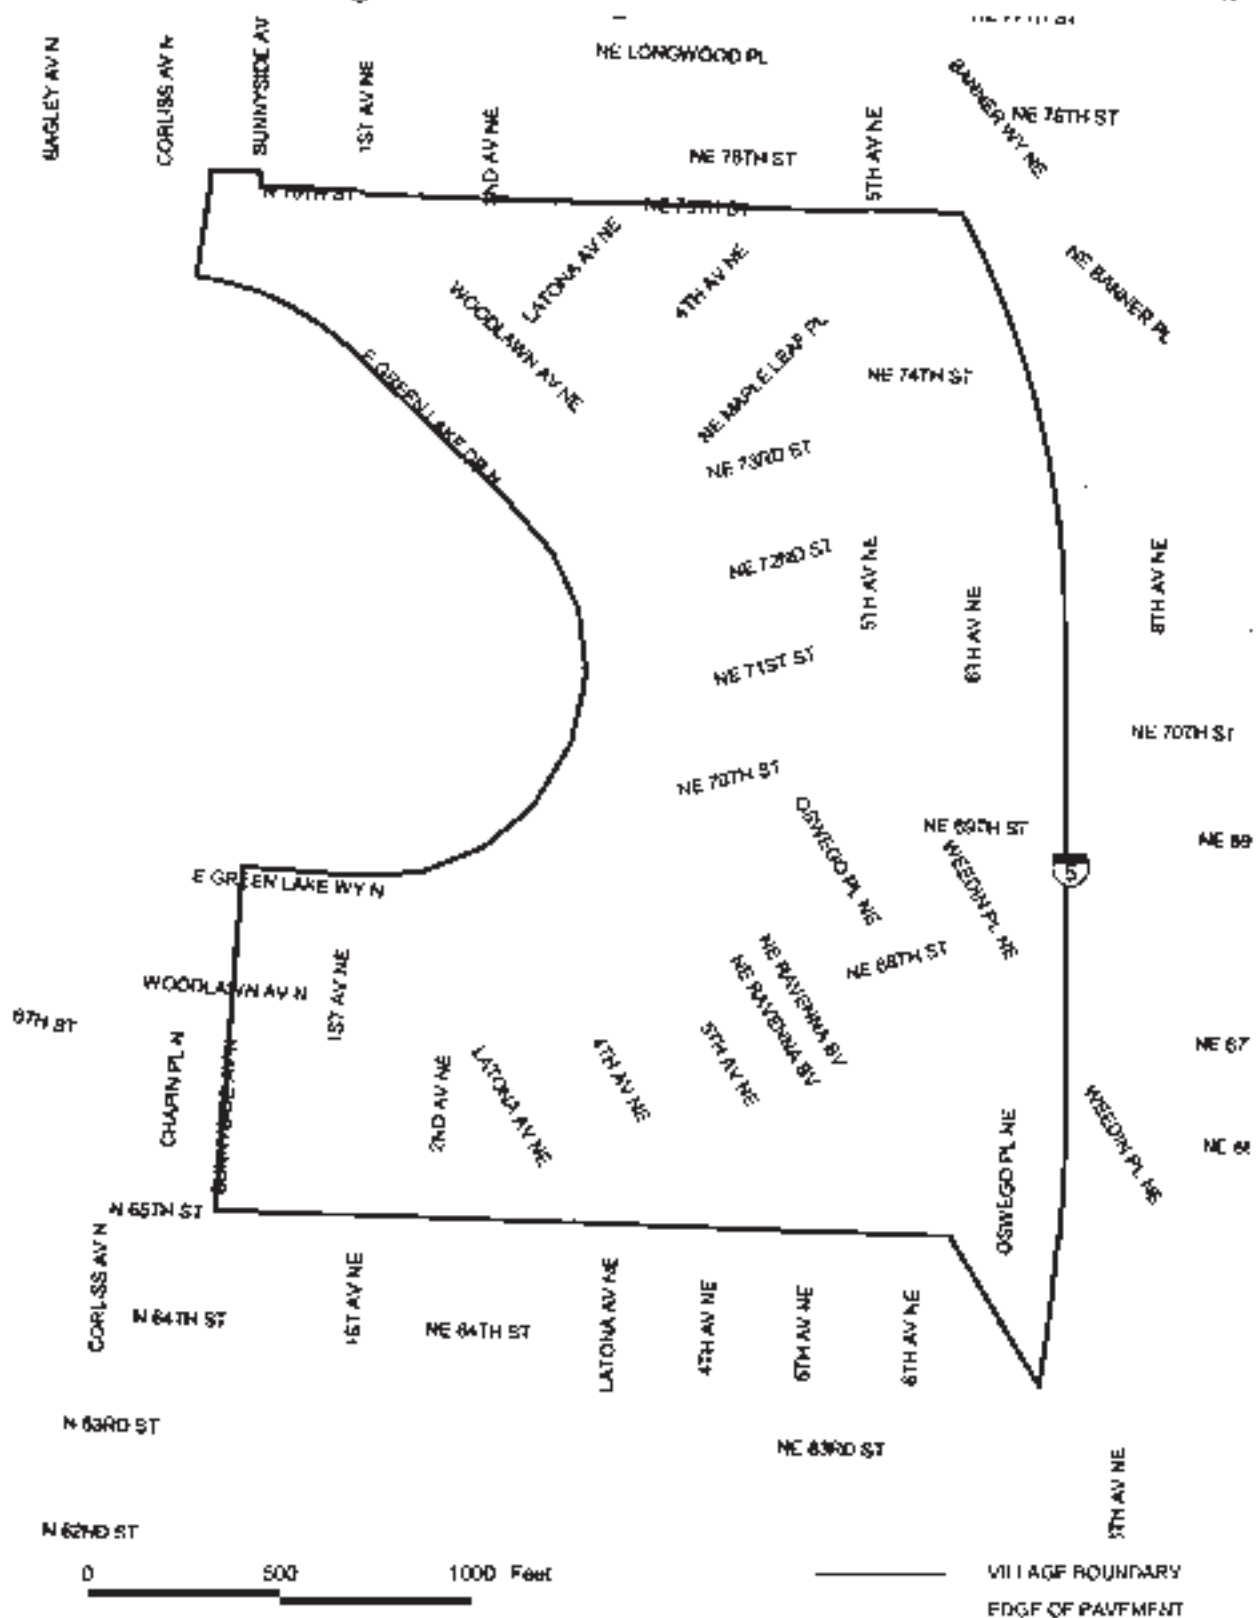 NE LONGWOOD PL
BAGLEY AV N
CORLISS AV N
SUNNYSIDE AV
1ST AV NE
2ND AV NE
5TH AV NE
BANNER WY NE
NE 76TH ST
NE 75TH ST
LATONA AV NE
4TH AV NE
NE BANNER PL
WOODLAWN AV NE
NE MAPLE LEAF PL
E GREEN LAKE DR N
NE 74TH ST
NE 73RD ST
NE 72ND ST
5TH AV NE
6TH AV NE
8TH AV NE
NE 71ST ST
NE 70TH ST
NE 70TH ST
OSWEGO PL NE
NE 69TH ST
NE 69
WEEDIN PL NE
5
E GREEN LAKE WY N
NE RAVENNA BV
NE RAVENNA BV
NE 68TH ST
WOODLAWN AV N
1ST AV NE
67TH ST
CHAPIN PL N
SUNNYSIDE AV N
2ND AV NE
LATONA AV NE
4TH AV NE
5TH AV NE
NE 67
WEEDIN PL NE
OSWEGO PL NE
N 65TH ST
CORLISS AV N
N 64TH ST
1ST AV NE
NE 64TH ST
LATONA AV NE
4TH AV NE
5TH AV NE
6TH AV NE
N 63RD ST
NE 63RD ST
N 62ND ST
0 500 1000 Feet
VILLAGE BOUNDARY
EDGE OF PAVEMENT